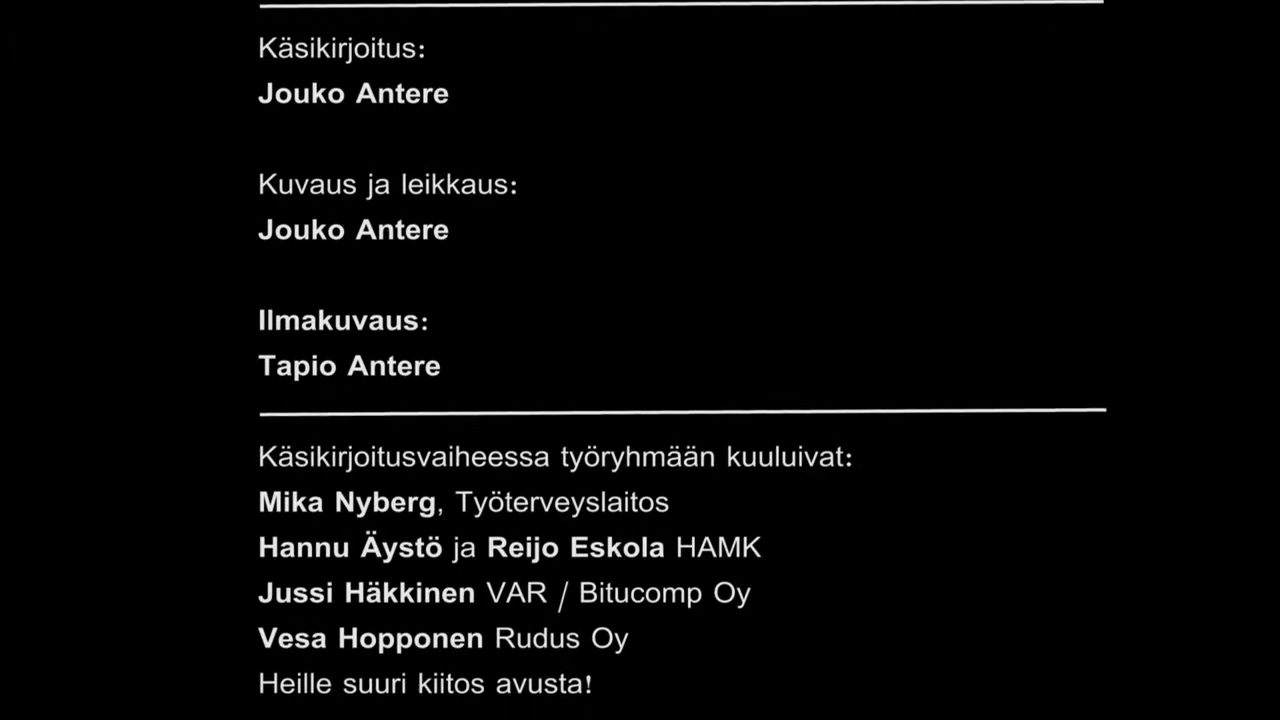 Käsikirjoitus:
Jouko Antere
Kuvaus ja leikkaus:
Jouko Antere
Ilmakuvaus:
Tapio Antere
Käsikirjoitusvaiheessa työryhmään kuuluivat:
Mika Nyberg, Työterveyslaitos
Hannu Äystö ja Reijo Eskola HAMK
Jussi Häkkinen VAR / Bitucomp Oy
Vesa Hopponen Rudus Oy
Heille suuri kiitos avusta!